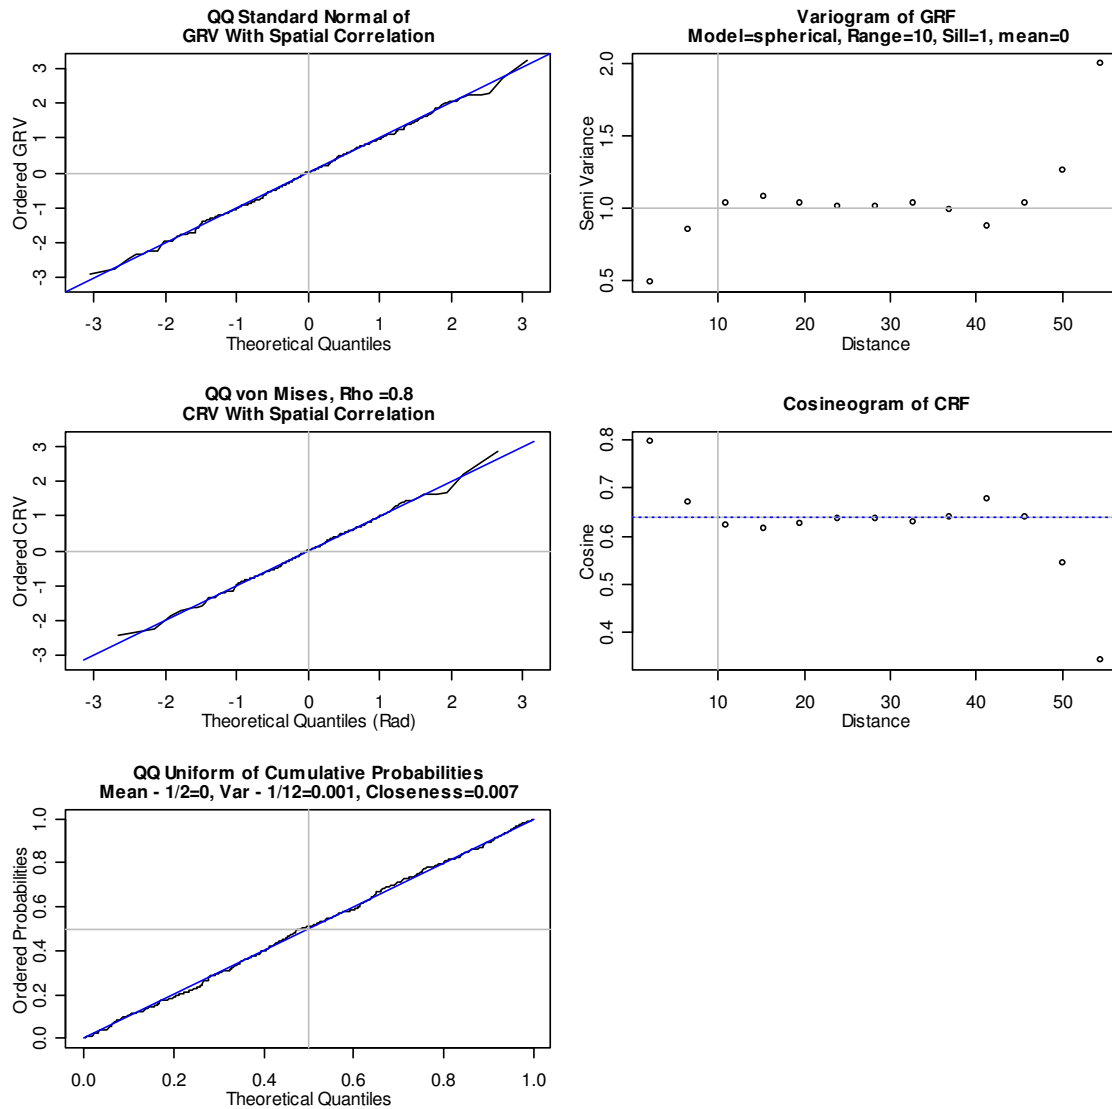 QQ Standard Normal of
GRV With Spatial Correlation
Ordered GRV
3
2
1
0
-1
-2
-3
-3 -2 -1 0 1 2 3
Theoretical Quantiles
Variogram of GRF
Model=spherical, Range=10, Sill=1, mean=0
Semi Variance
2.0
1.5
1.0
0.5
10 20 30 40 50
Distance
QQ von Mises, Rho =0.8
CRV With Spatial Correlation
Ordered CRV
3
2
1
0
-1
-2
-3
-3 -2 -1 0 1 2 3
Theoretical Quantiles (Rad)
Cosineogram of CRF
Cosine
0.8
0.7
0.6
0.5
0.4
10 20 30 40 50
Distance
QQ Uniform of Cumulative Probabilities
Mean - 1/2=0, Var - 1/12=0.001, Closeness=0.007
Ordered Probabilities
1.0
0.8
0.6
0.4
0.2
0.0
0.0 0.2 0.4 0.6 0.8 1.0
Theoretical Quantiles